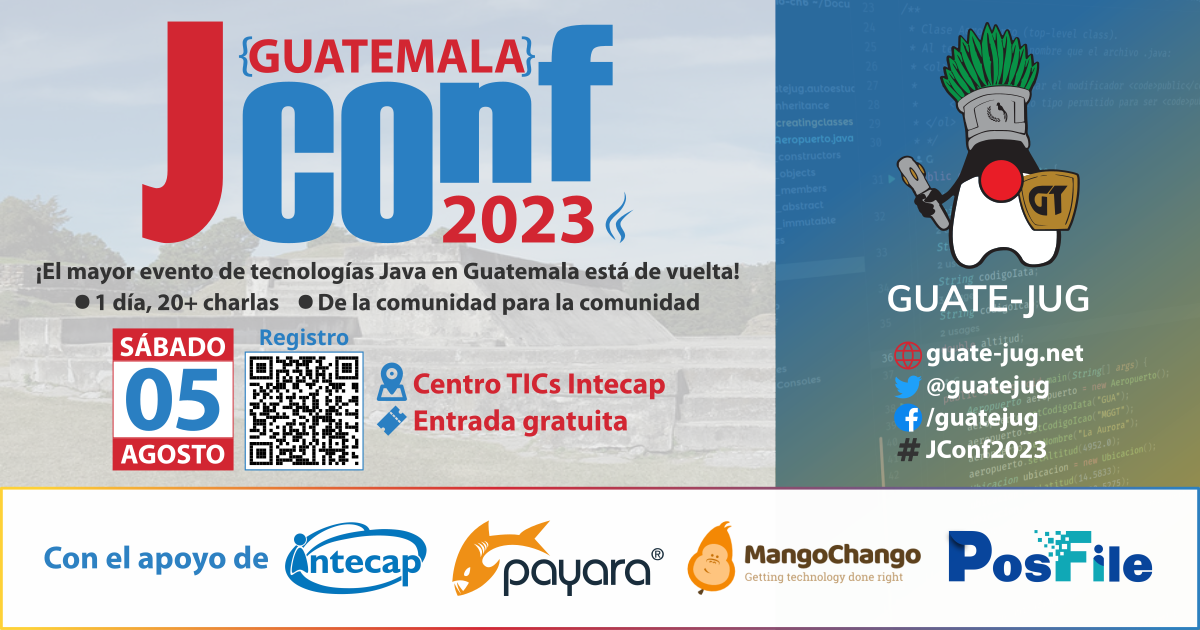 {GUATEMALA}
Jconf
2023
¡El mayor evento de tecnologías Java en Guatemala está de vuelta!
● 1 día, 20+ charlas ● De la comunidad para la comunidad
SÁBADO
05
AGOSTO
Registro
Centro TICs Intecap
Entrada gratuita
GT
GUATE-JUG
guate-jug.net
@guatejug
/guatejug
# JConf2023
Con el apoyo de
intecap
payara®
MangoChango
Getting technology done right
PosFile